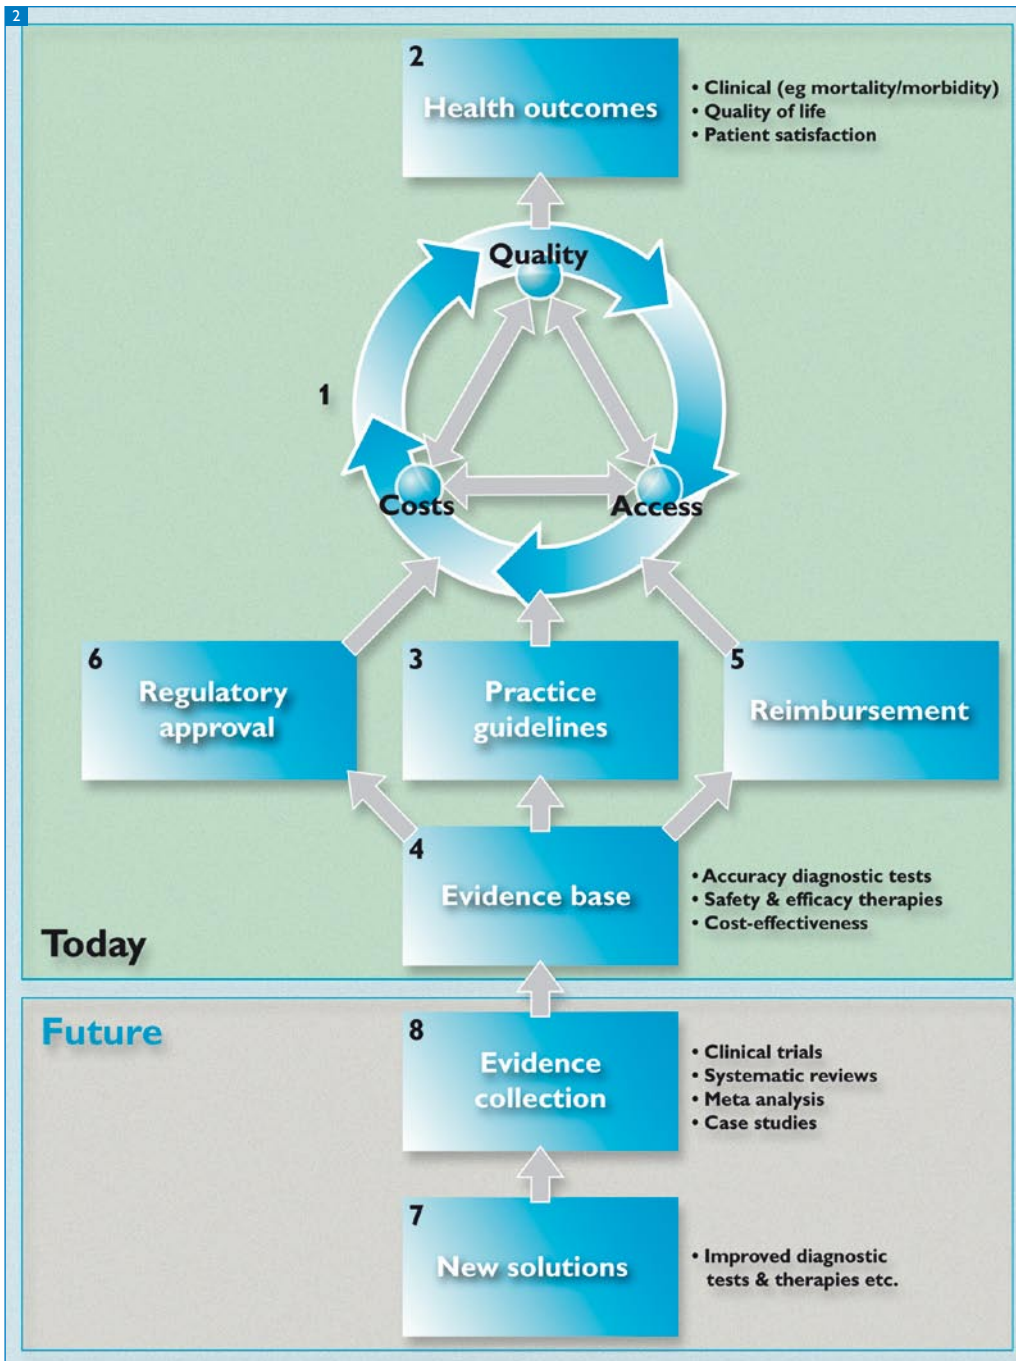 2
2
Health outcomes
• Clinical (eg mortality/morbidity)
• Quality of life
• Patient satisfaction
Quality
1
Costs
Access
6
Regulatory
approval
3
Practice
guidelines
5
Reimbursement
4
Evidence base
• Accuracy diagnostic tests
• Safety & efficacy therapies
• Cost-effectiveness
Today
Future
8
Evidence
collection
• Clinical trials
• Systematic reviews
• Meta analysis
• Case studies
7
New solutions
• Improved diagnostic
tests & therapies etc.